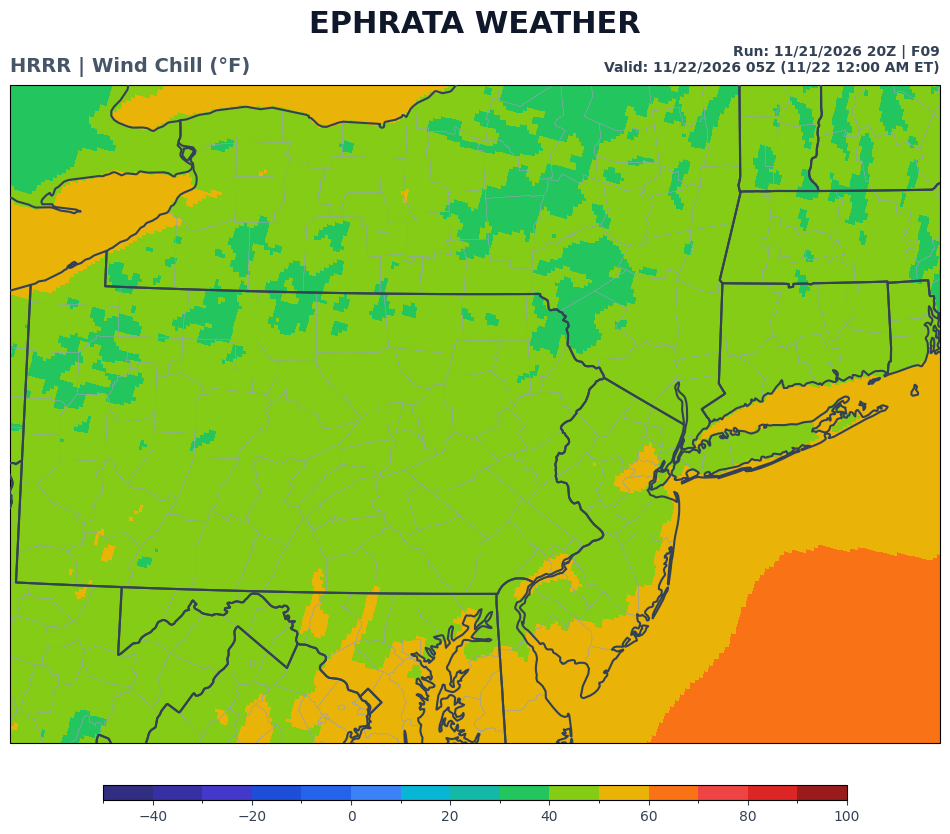 EPHRATA WEATHER
HRRR | Wind Chill (°F)
Run: 11/21/2026 20Z | F09
Valid: 11/22/2026 05Z (11/22 12:00 AM ET)
−40 −20 0 20 40 60 80 100